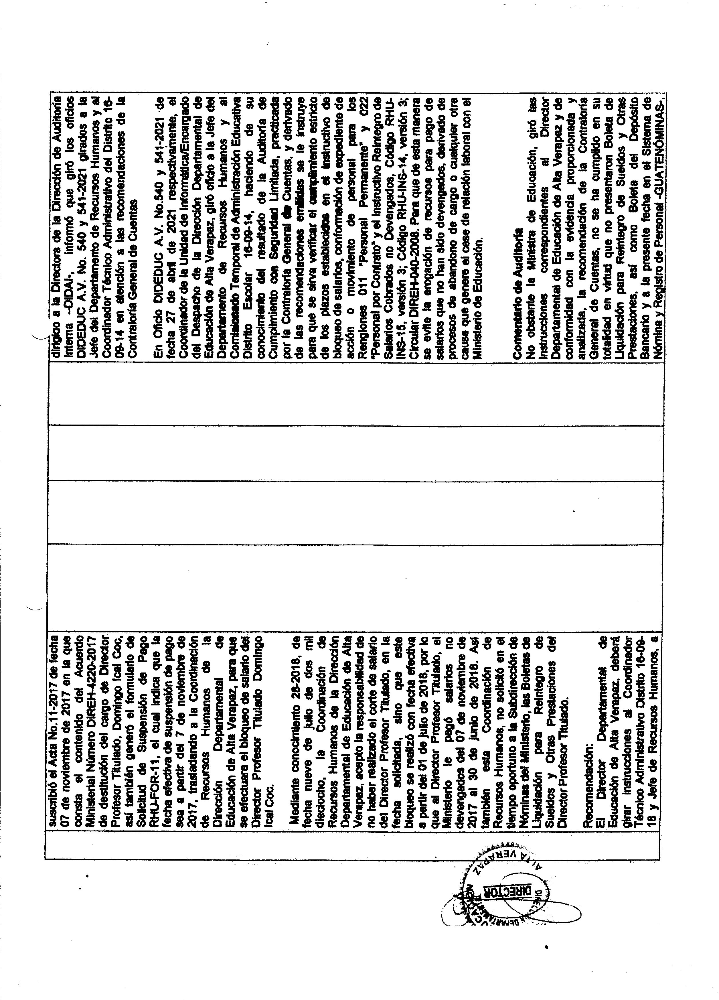 suscribió el Acta No.11-2017 de fecha
07 de noviembre de 2017 en la que
consta el contenido del Acuerdo
Ministerial Número DIREH-4220-2017
de destitución del cargo de Director
Profesor Titulado, Domingo Ical Coc,
así también generó el formulario de
Solicitud de Suspensión de Pago
RHU-FOR-11, el cual indica que la
fecha efectiva de suspensión de pago
sea a partir del 7 de noviembre de
2017, trasladando a la Coordinación
de Recursos Humanos de la
Dirección Departamental de
Educación de Alta Verapaz, para que
se efectuara el bloqueo de salario del
Director Profesor Titulado Domingo
Ical Coc.
Mediante conocimiento 28-2018, de
fecha nueve de julio de dos mil
dieciocho, la Coordinación de
Recursos Humanos de la Dirección
Departamental de Educación de Alta
Verapaz, acepto la responsabilidad de
no haber realizado el corte de salario
del Director Profesor Titulado, en la
fecha solicitada, sino que este
bloqueo se realizó con fecha efectiva
a partir del 01 de julio de 2018, por lo
que al Director Profesor Titulado, el
Ministerio le pagó salarios no
devengados del 07 de noviembre de
2017 al 30 de junio de 2018. Así
también esta Coordinación de
Recursos Humanos, no solicitó en el
tiempo oportuno a la Subdirección de
Nóminas del Ministerio, las Boletas de
Liquidación para Reintegro de
Sueldos y Otras Prestaciones del
Director Profesor Titulado.
Recomendación:
El Director Departamental de
Educación de Alta Verapaz, deberá
girar instrucciones al Coordinador
Técnico Administrativo Distrito 16-09-
18 y Jefe de Recursos Humanos, a
dirigido a la Directora de la Dirección de Auditoría
Interna –DIDAI-, informó que giró los oficios
DIDEDUC A.V. No. 540 y 541-2021 girados a la
Jefe del Departamento de Recursos Humanos y al
Coordinador Técnico Administrativo del Distrito 16-
09-14 en atención a las recomendaciones de la
Contraloría General de Cuentas
En Oficio DIDEDUC A.V. No.540 y 541-2021 de
fecha 27 de abril de 2021 respectivamente, el
Coordinador de la Unidad de Informática/Encargado
del Despacho de la Dirección Departamental de
Educación de Alta Verapaz, giró oficio a la Jefe del
Departamento de Recursos Humanos y al
Comisionado Temporal de Administración Educativa
Distrito Escolar 16-09-14, haciendo de su
conocimiento del resultado de la Auditoría de
Cumplimiento con Seguridad Limitada, practicada
por la Contraloría General de Cuentas, y derivado
de las recomendaciones emitidas se le instruye
para que se sirva verificar el cumplimiento estricto
de los plazos establecidos en el instructivo de
bloqueo de salarios, conformación de expediente de
acción o movimiento de personal para los
Renglones 011 "Personal Permanente" y 022
"Personal por Contrato" y el Instructivo Reintegro de
Salarios Cobrados no Devengados, Código RHU-
INS-15, versión 3; Código RHU-INS-14, versión 3;
Circular DIREH-040-2008. Para que de esta manera
se evite la erogación de recursos para pago de
salarios que no han sido devengados, derivado de
procesos de abandono de cargo o cualquier otra
causa que genere el cese de relación laboral con el
Ministerio de Educación.
Comentario de Auditoría
No obstante la Ministra de Educación, giró las
instrucciones correspondientes al Director
Departamental de Educación de Alta Verapaz y de
conformidad con la evidencia proporcionada y
analizada, la recomendación de la Contraloría
General de Cuentas, no se ha cumplido en su
totalidad en virtud que no presentaron Boleta de
Liquidación para Reintegro de Sueldos y Otras
Prestaciones, así como Boleta del Depósito
Bancario y a la presente fecha en el Sistema de
Nómina y Registro de Personal -GUATENÓMINAS-,
DIRECTOR
ALTA VERAPAZ